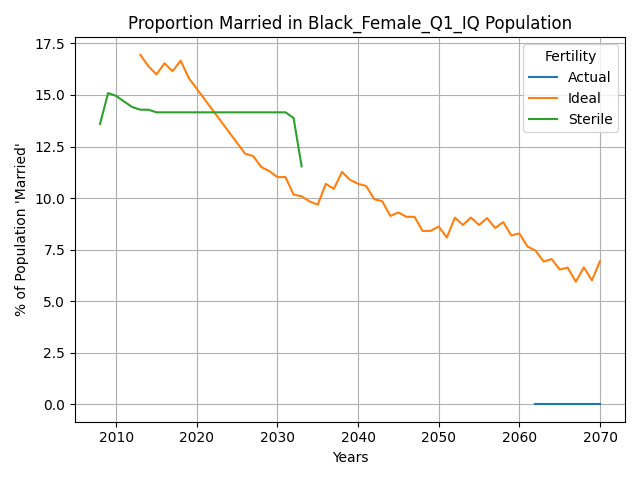 Proportion Married in Black_Female_Q1_IQ Population
% of Population 'Married'
17.5
15.0
12.5
10.0
7.5
5.0
2.5
0.0
Fertility
Actual
Ideal
Sterile
2010 2020 2030 2040 2050 2060 2070
Years